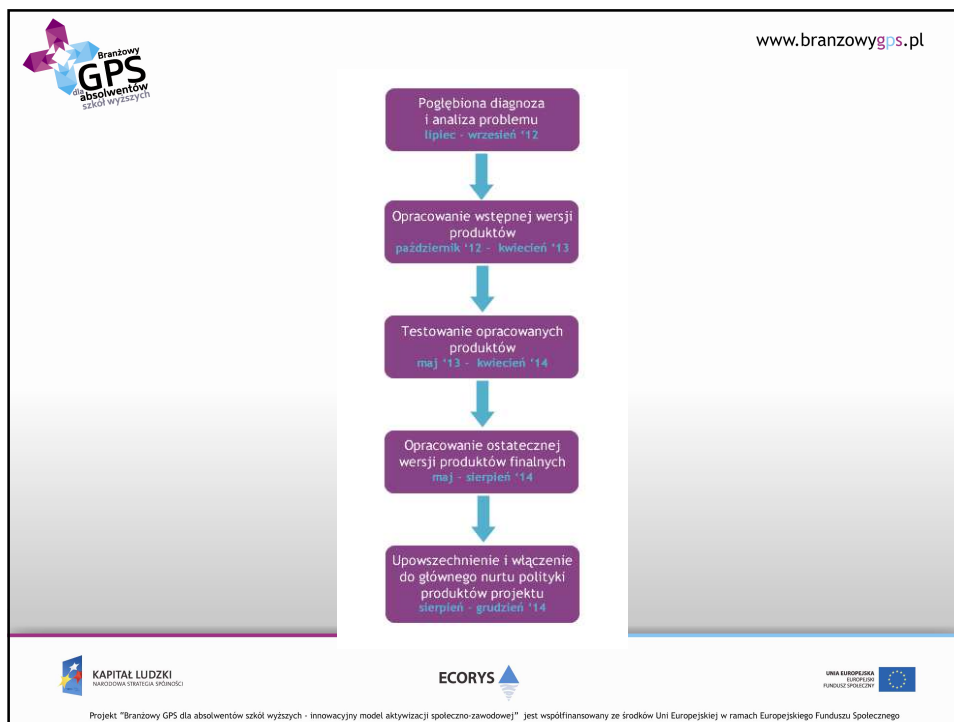 Branżowy
GPS
dla absolwentów
szkół wyższych
www.branzowygps.pl
Pogłębiona diagnoza
i analiza problemu
lipiec - wrzesień ‘12
Opracowanie wstępnej wersji
produktów
październik ‘12 - kwiecień ‘13
Testowanie opracowanych
produktów
maj ‘13 - kwiecień ‘14
Opracowanie ostatecznej
wersji produktów finalnych
maj - sierpień ‘14
Upowszechnienie i włączenie
do głównego nurtu polityki
produktów projektu
sierpień - grudzień ‘14
KAPITAŁ LUDZKI
NARODOWA STRATEGIA SPÓJNOŚCI
ECORYS
UNIA EUROPEJSKA
EUROPEJSKI
FUNDUSZ SPOŁECZNY
Projekt "Branżowy GPS dla absolwentów szkół wyższych - innowacyjny model aktywizacji społeczno-zawodowej" jest współfinansowany ze środków Uni Europejskiej w ramach Europejskiego Funduszu Społecznego